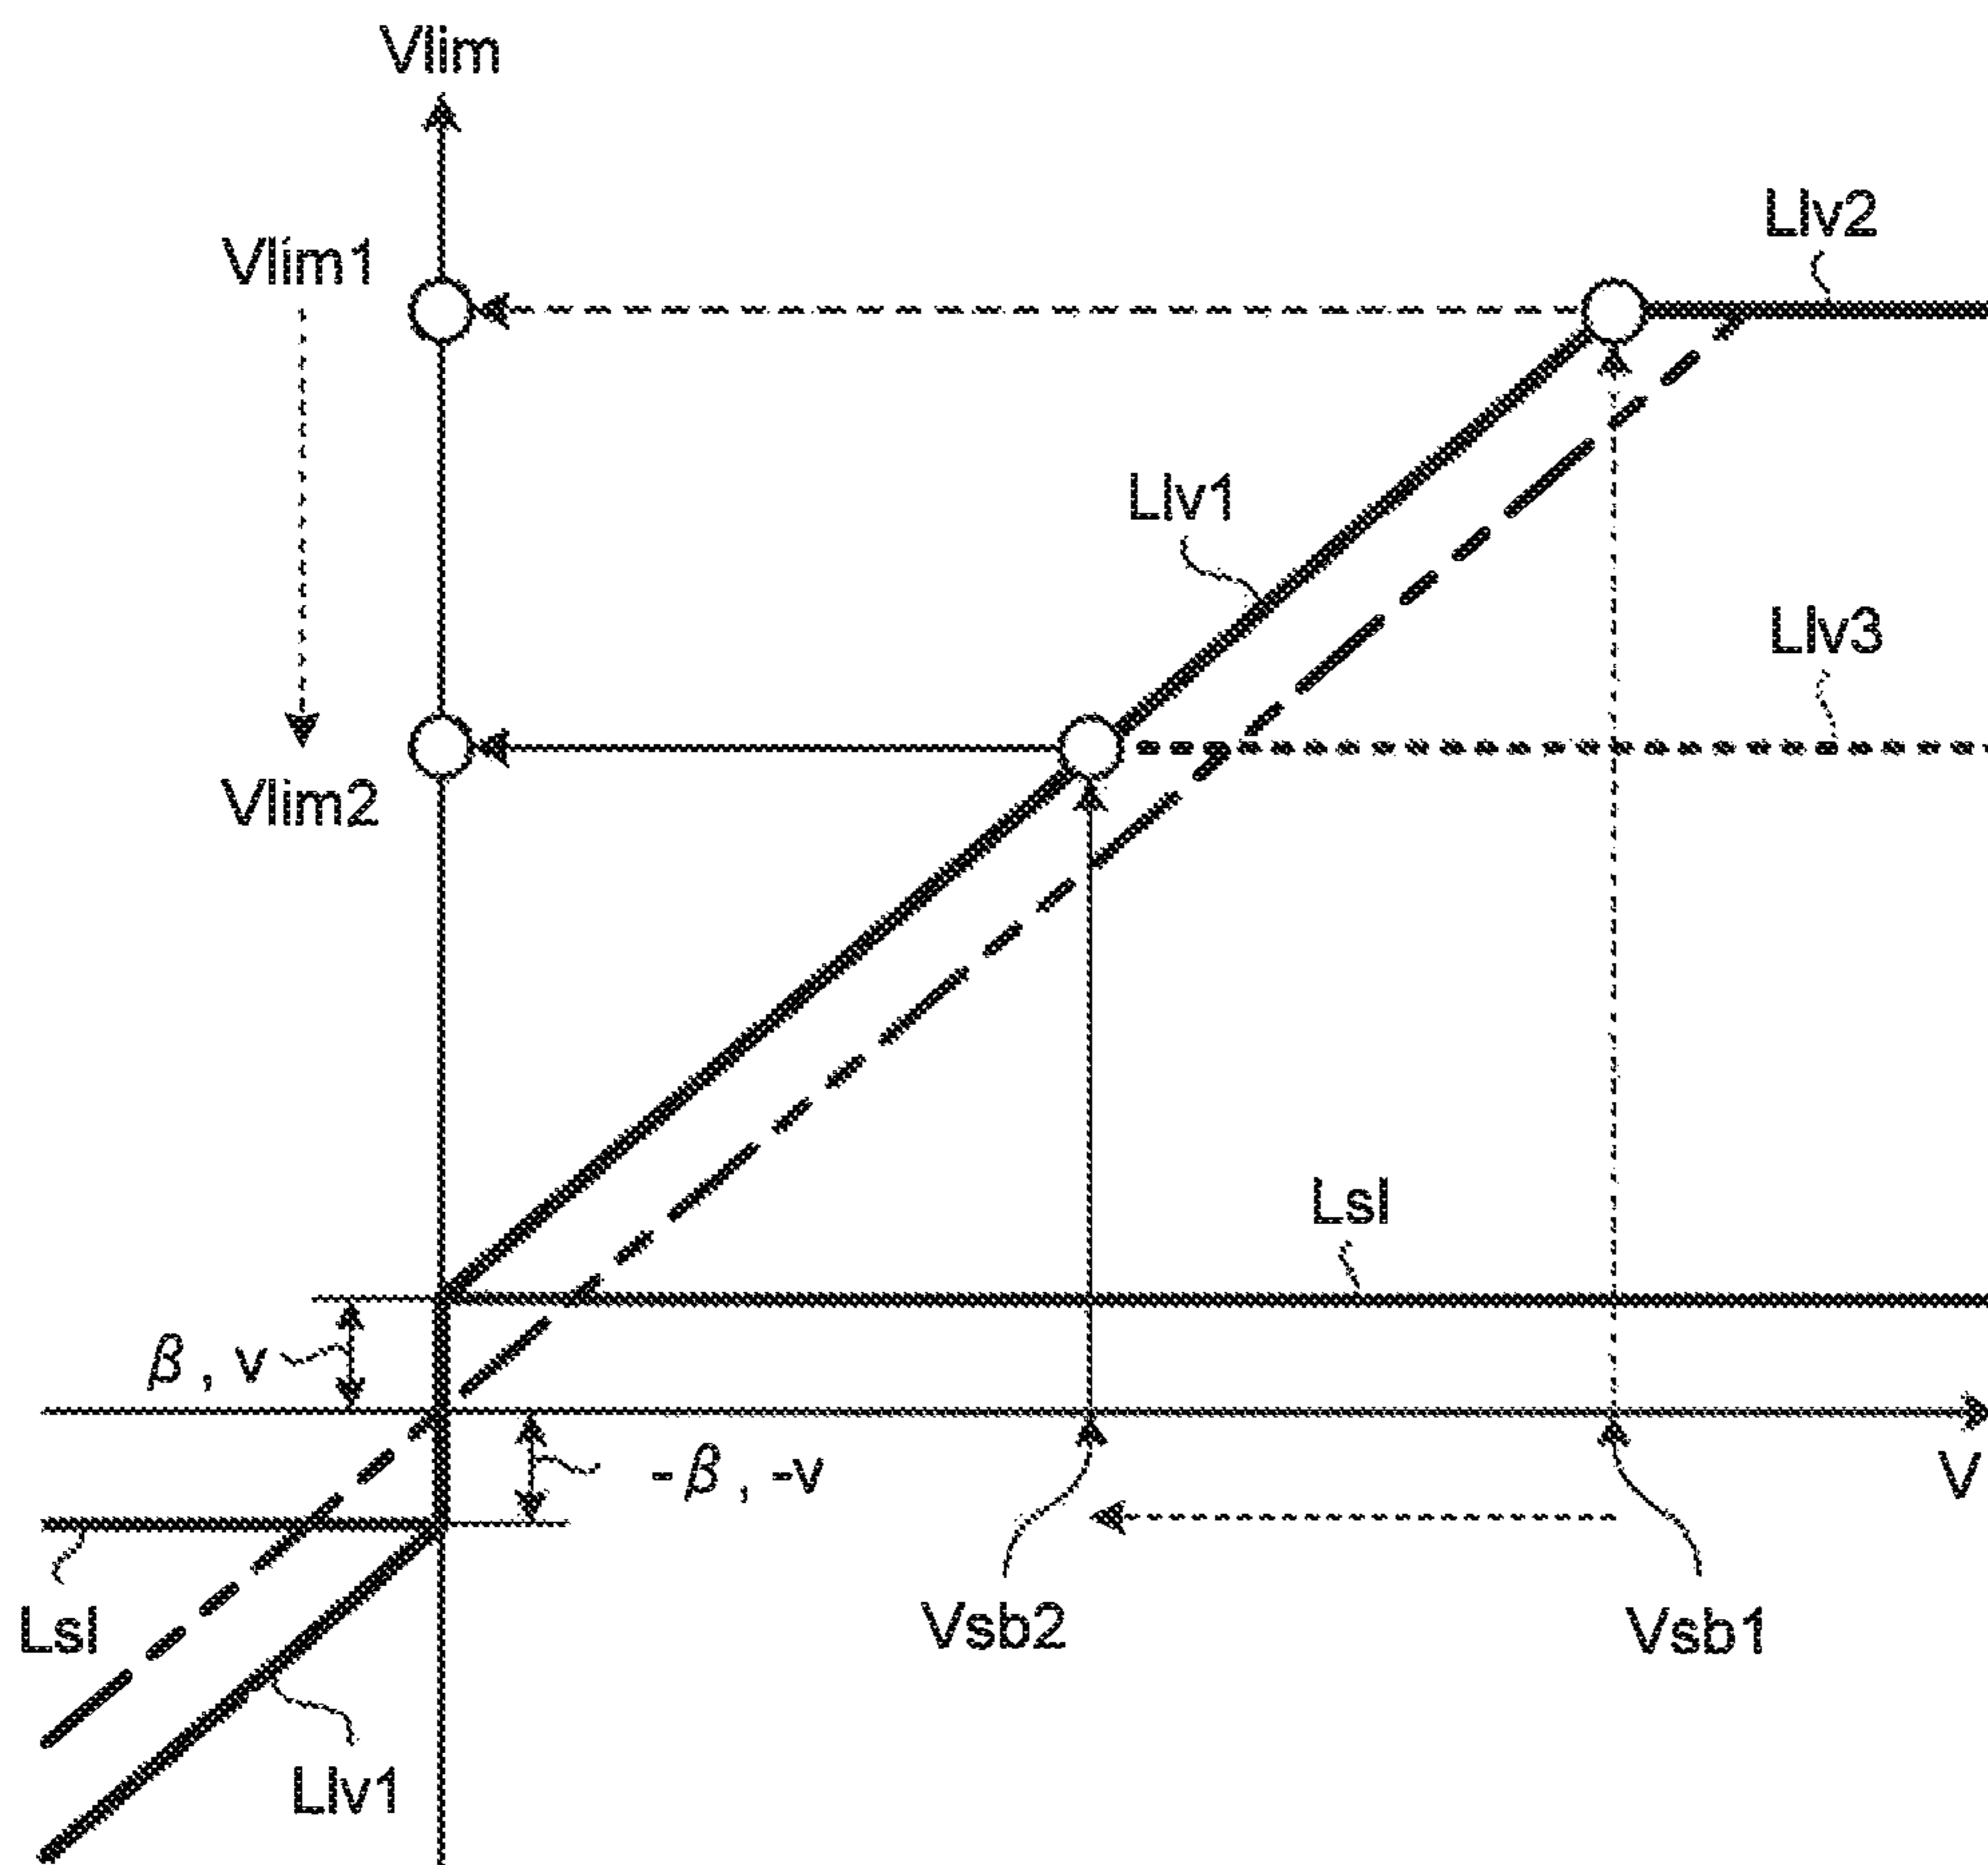 Vlim
Llv2
Vlim1
Llv1
Llv3
Vlim2
Lsl
β, v
-β, -v
V
Lsl
Vsb2
Vsb1
Llv1